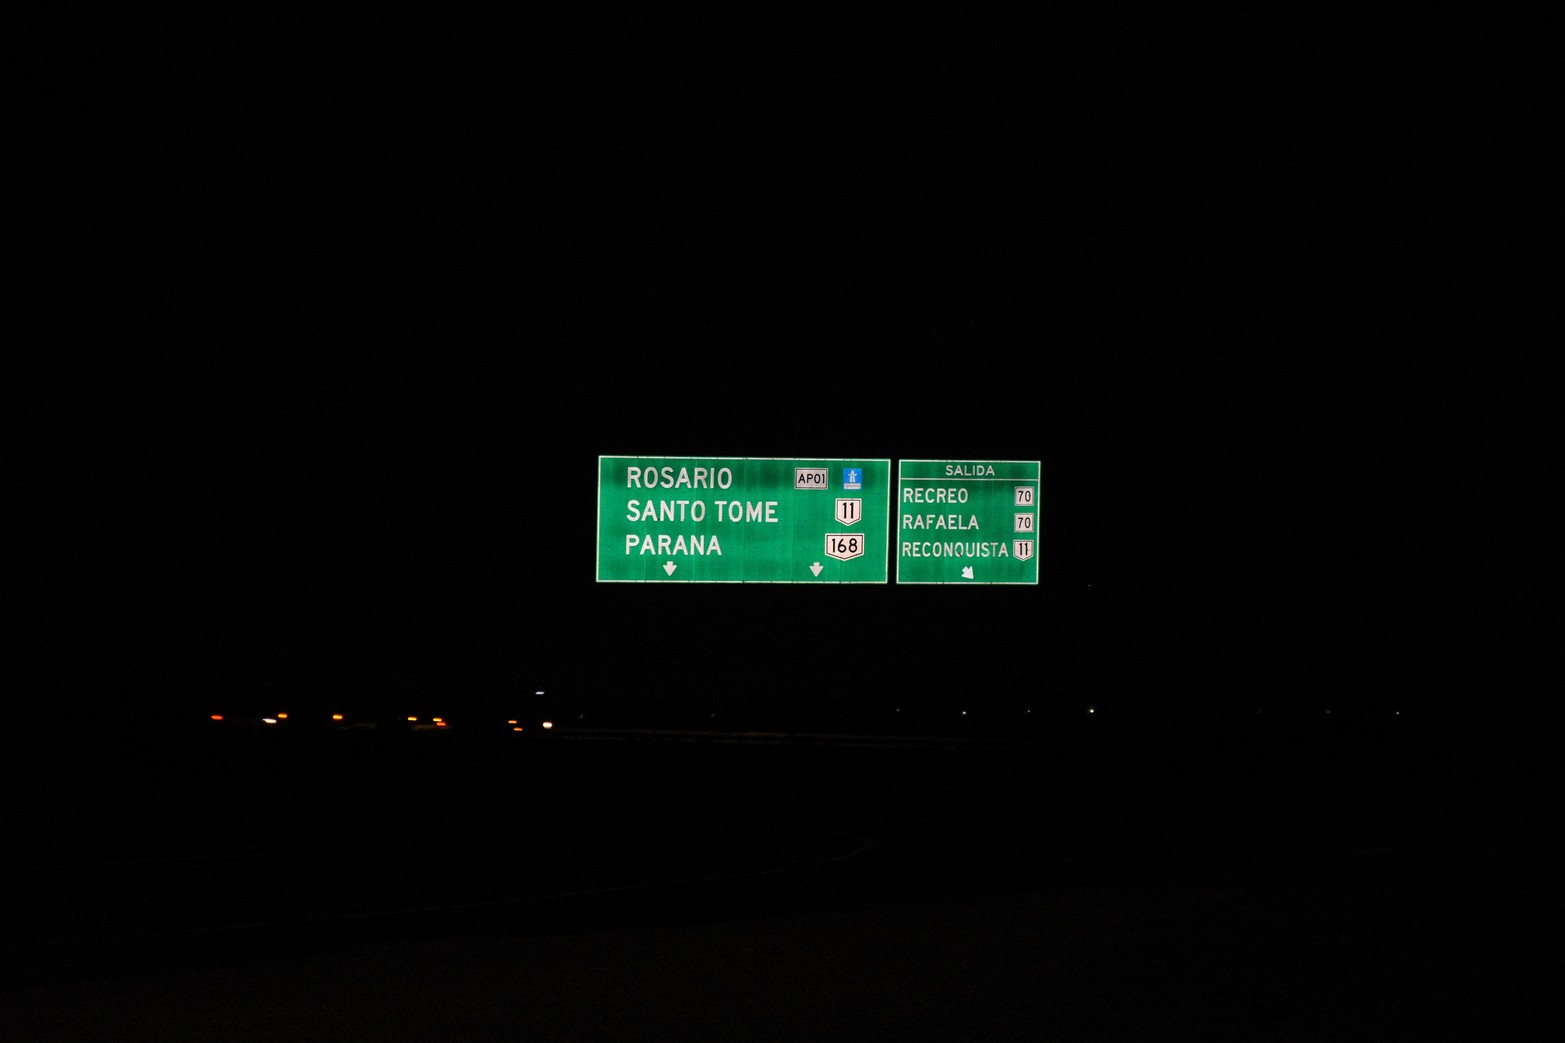 ROSARIO AP01
SANTO TOME 11
PARANA 168
SALIDA
RECREO 70
RAFAELA 70
RECONQUISTA 11